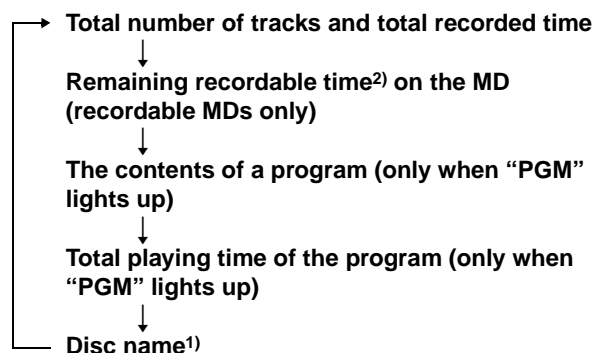 Total number of tracks and total recorded time
Remaining recordable time2) on the MD
(recordable MDs only)
The contents of a program (only when “PGM”
lights up)
Total playing time of the program (only when
“PGM” lights up)
Disc name1)